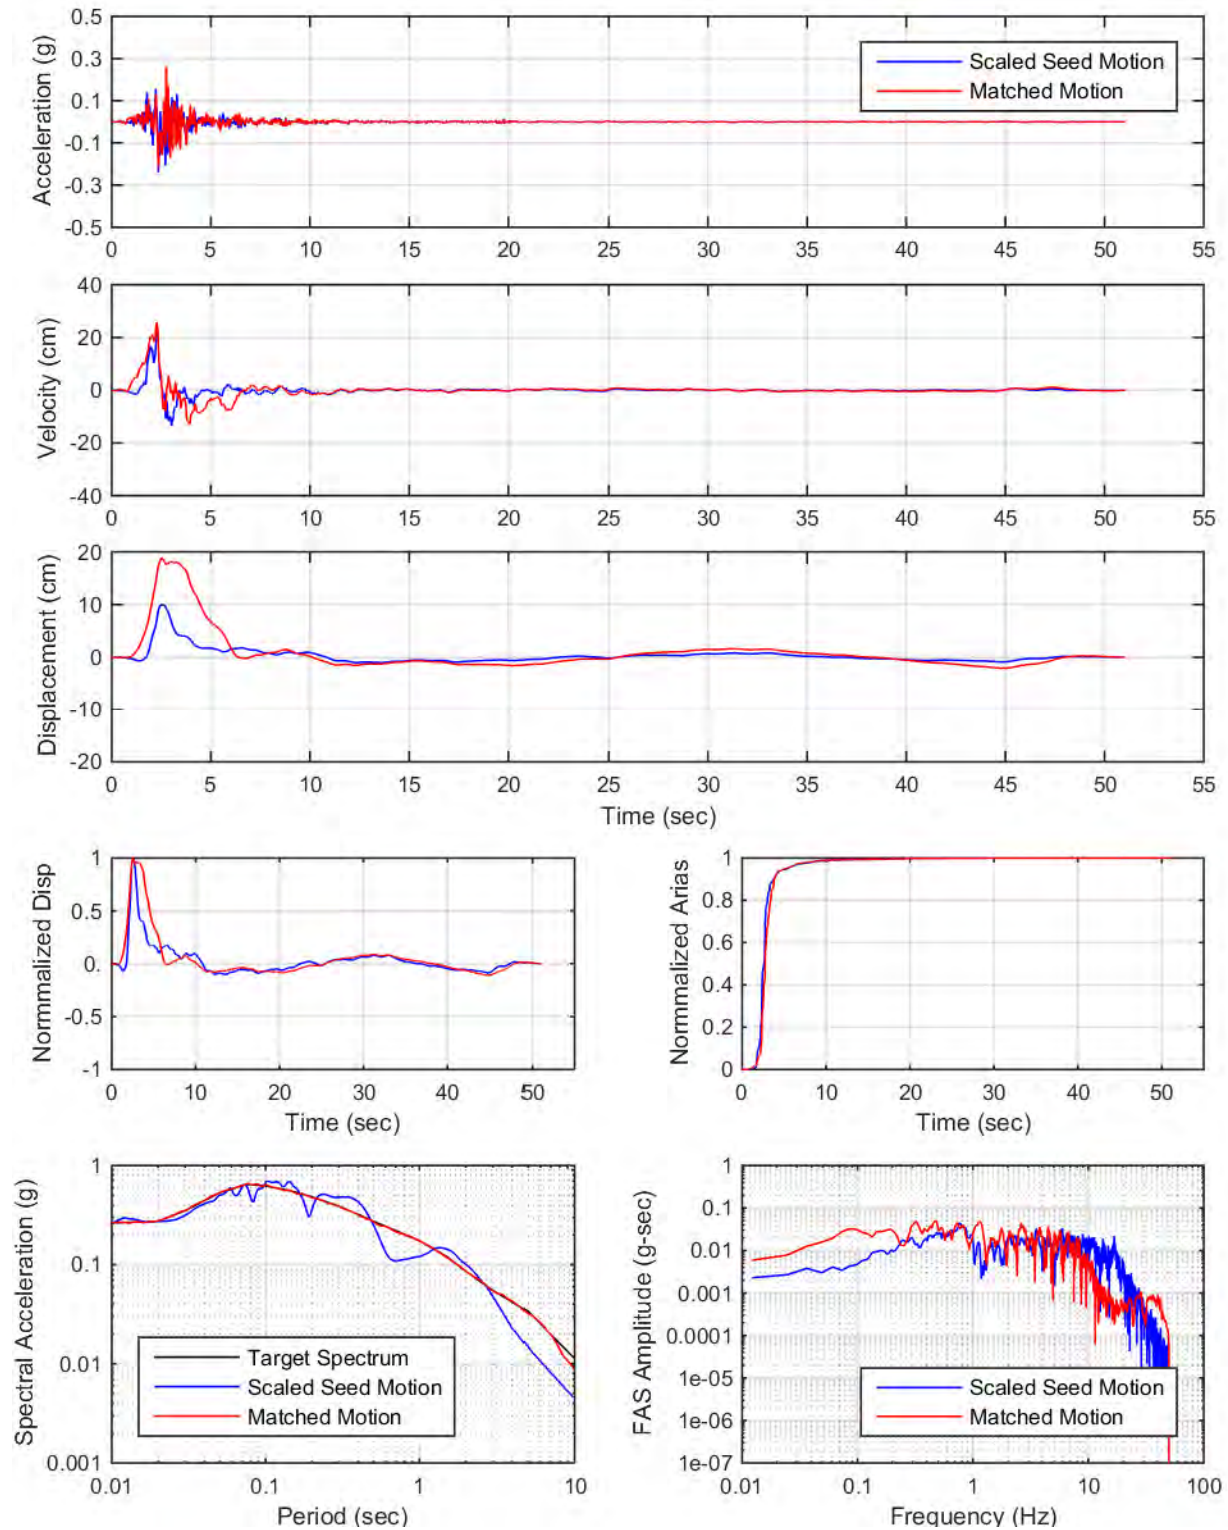 0.5
0.3
0.1
-0.1
-0.3
-0.5
Acceleration (g)
Scaled Seed Motion
Matched Motion
0 5 10 15 20 25 30 35 40 45 50 55
40
20
0
-20
-40
Velocity (cm)
0 5 10 15 20 25 30 35 40 45 50 55
20
10
0
-10
-20
Displacement (cm)
0 5 10 15 20 25 30 35 40 45 50 55
Time (sec)
1
0.5
0
-0.5
-1
Normmalized Disp
0 10 20 30 40 50
Time (sec)
1
0.8
0.6
0.4
0.2
0
Normmalized Arias
0 10 20 30 40 50
Time (sec)
1
0.1
0.01
0.001
Spectral Acceleration (g)
Target Spectrum
Scaled Seed Motion
Matched Motion
0.01 0.1 1 10
Period (sec)
1
0.1
0.01
0.001
0.0001
1e-05
1e-06
1e-07
FAS Amplitude (g-sec)
Scaled Seed Motion
Matched Motion
0.01 0.1 1 10 100
Frequency (Hz)